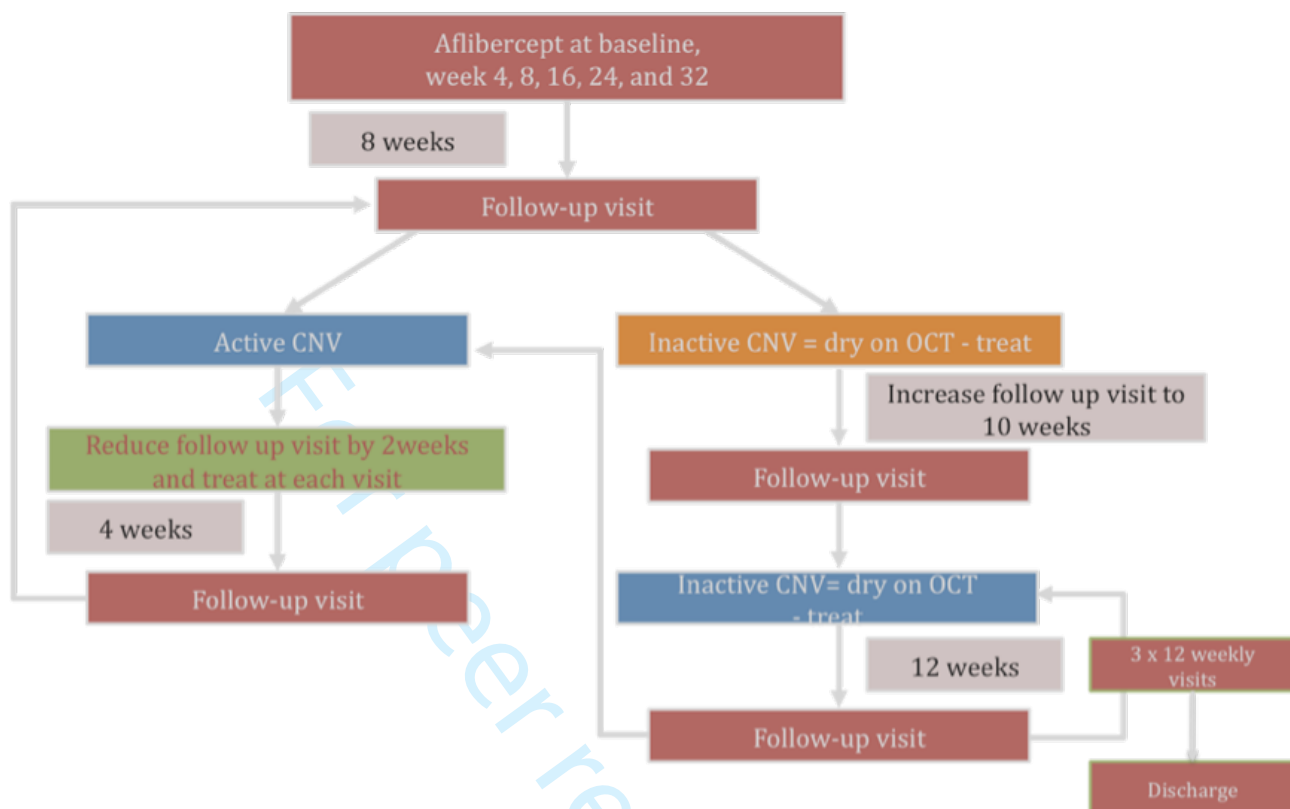 Aflibercept at baseline,
week 4, 8, 16, 24, and 32
8 weeks
Follow-up visit
Active CNV
Inactive CNV = dry on OCT - treat
Increase follow up visit to
10 weeks
Reduce follow up visit by 2weeks
and treat at each visit
Follow-up visit
4 weeks
Follow-up visit
Inactive CNV= dry on OCT
- treat
12 weeks
3 x 12 weekly
visits
Follow-up visit
Discharge
For peer re